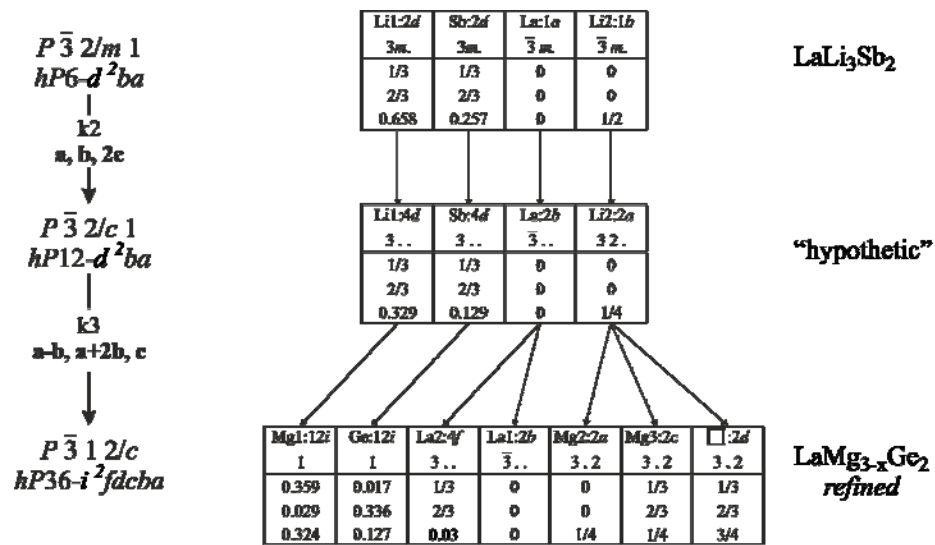 P 3̅ 2/m 1
hP6-d ²ba
k2
a, b, 2c
P 3̅ 2/c 1
hP12-d ²ba
k3
a-b, a+2b, c
P 3̅ 1 2/c
hP36-i ²fdcba
Li1:2d Sb:2d La:1a Li2:1b
3m. 3m. 3̅ m. 3̅ m.
1/3 1/3 0 0
2/3 2/3 0 0
0.658 0.257 0 1/2
Li1:4d Sb:4d La:2b Li2:2a
3 . . 3 . . 3̅ . . 3 2 .
1/3 1/3 0 0
2/3 2/3 0 0
0.329 0.129 0 1/4
Mg1:12i Ge:12i La2:4f La1:2b Mg2:2a Mg3:2c □:2d
1 1 3 . . 3̅ . . 3 . 2 3 . 2 3 . 2
0.359 0.017 1/3 0 0 1/3 1/3
0.029 0.336 2/3 0 0 2/3 2/3
0.324 0.127 0.03 0 1/4 1/4 3/4
LaLi₃Sb₂
“hypothetic”
LaMg₃₋ₓGe₂
refined